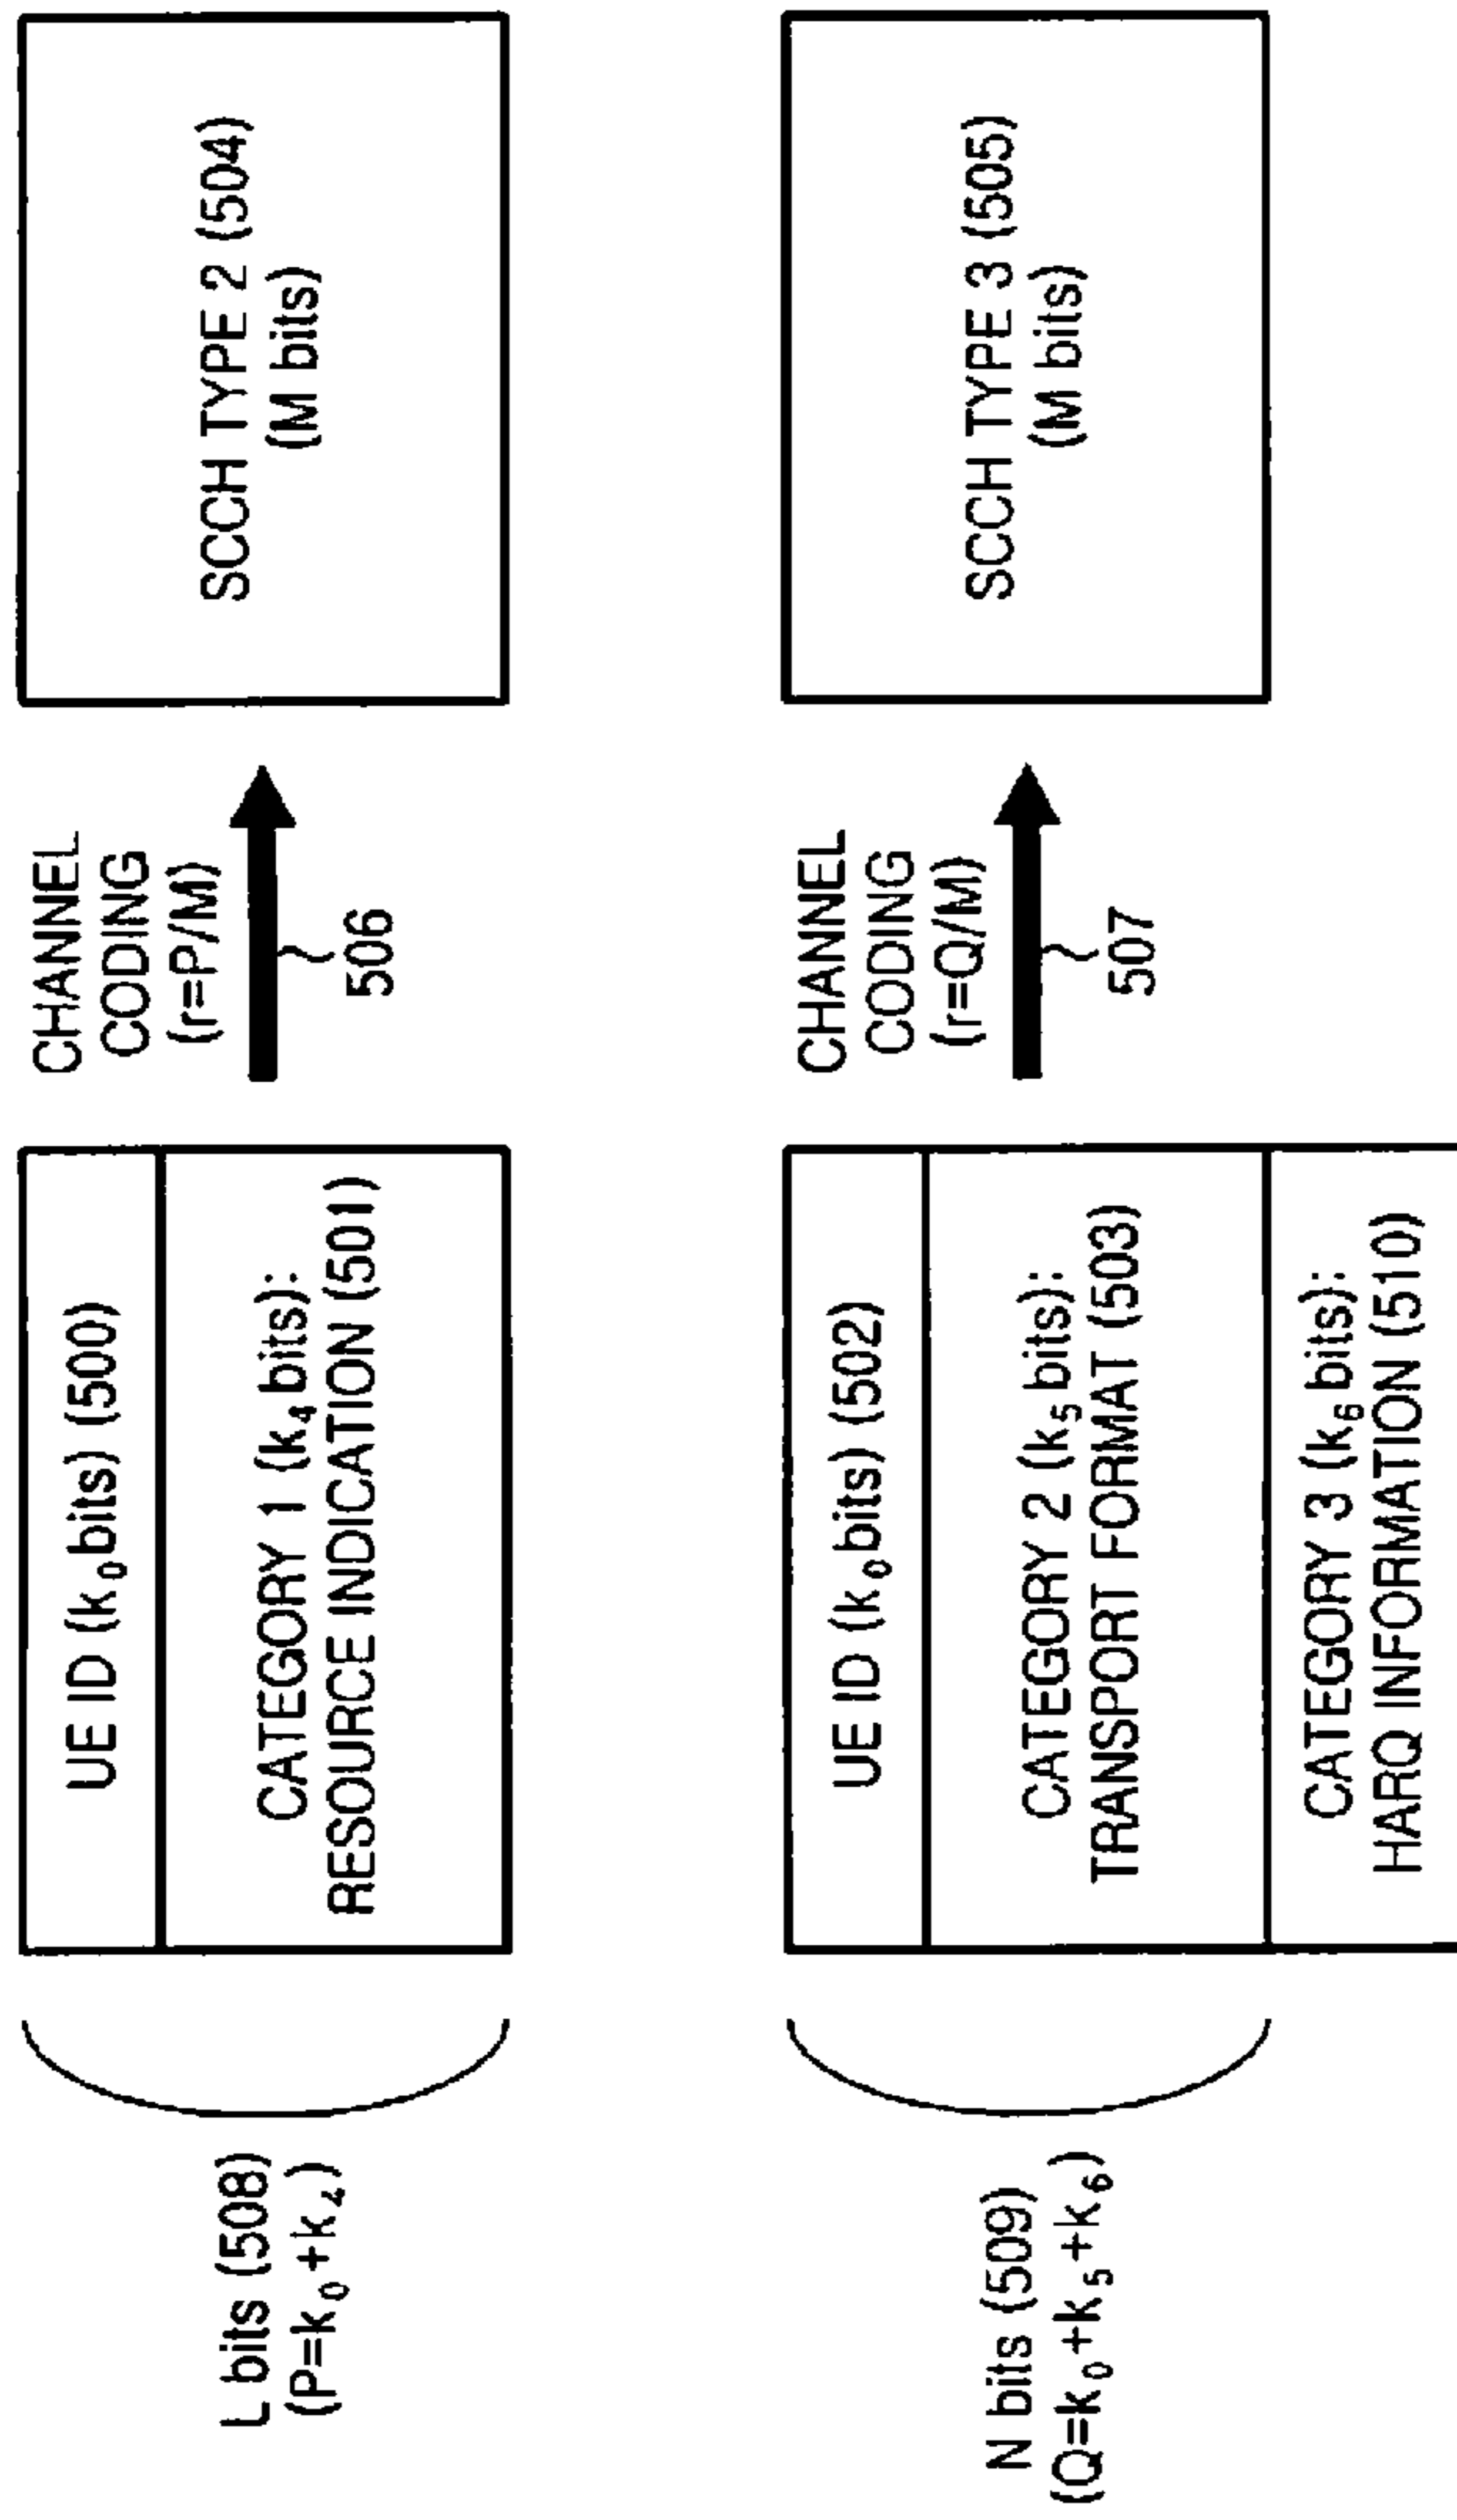 L bits (508)
(P=k0+k4)
UE ID (k0 bits) (500)
CATEGORY 1 (k4 bits):
RESOURCE INDICATION (501)
CHANNEL
CODING
(r=P/M)
506
SCCH TYPE 2 (504)
(M bits)
N bits (509)
(Q=k0+k5+k6)
UE ID (k0 bits) (502)
CATEGORY 2 (k5 bits):
TRANSPORT FORMAT (503)
CATEGORY 3 (k6 bits):
HARQ INFORMATION (510)
CHANNEL
CODING
(r=Q/M)
507
SCCH TYPE 3 (605)
(M bits)